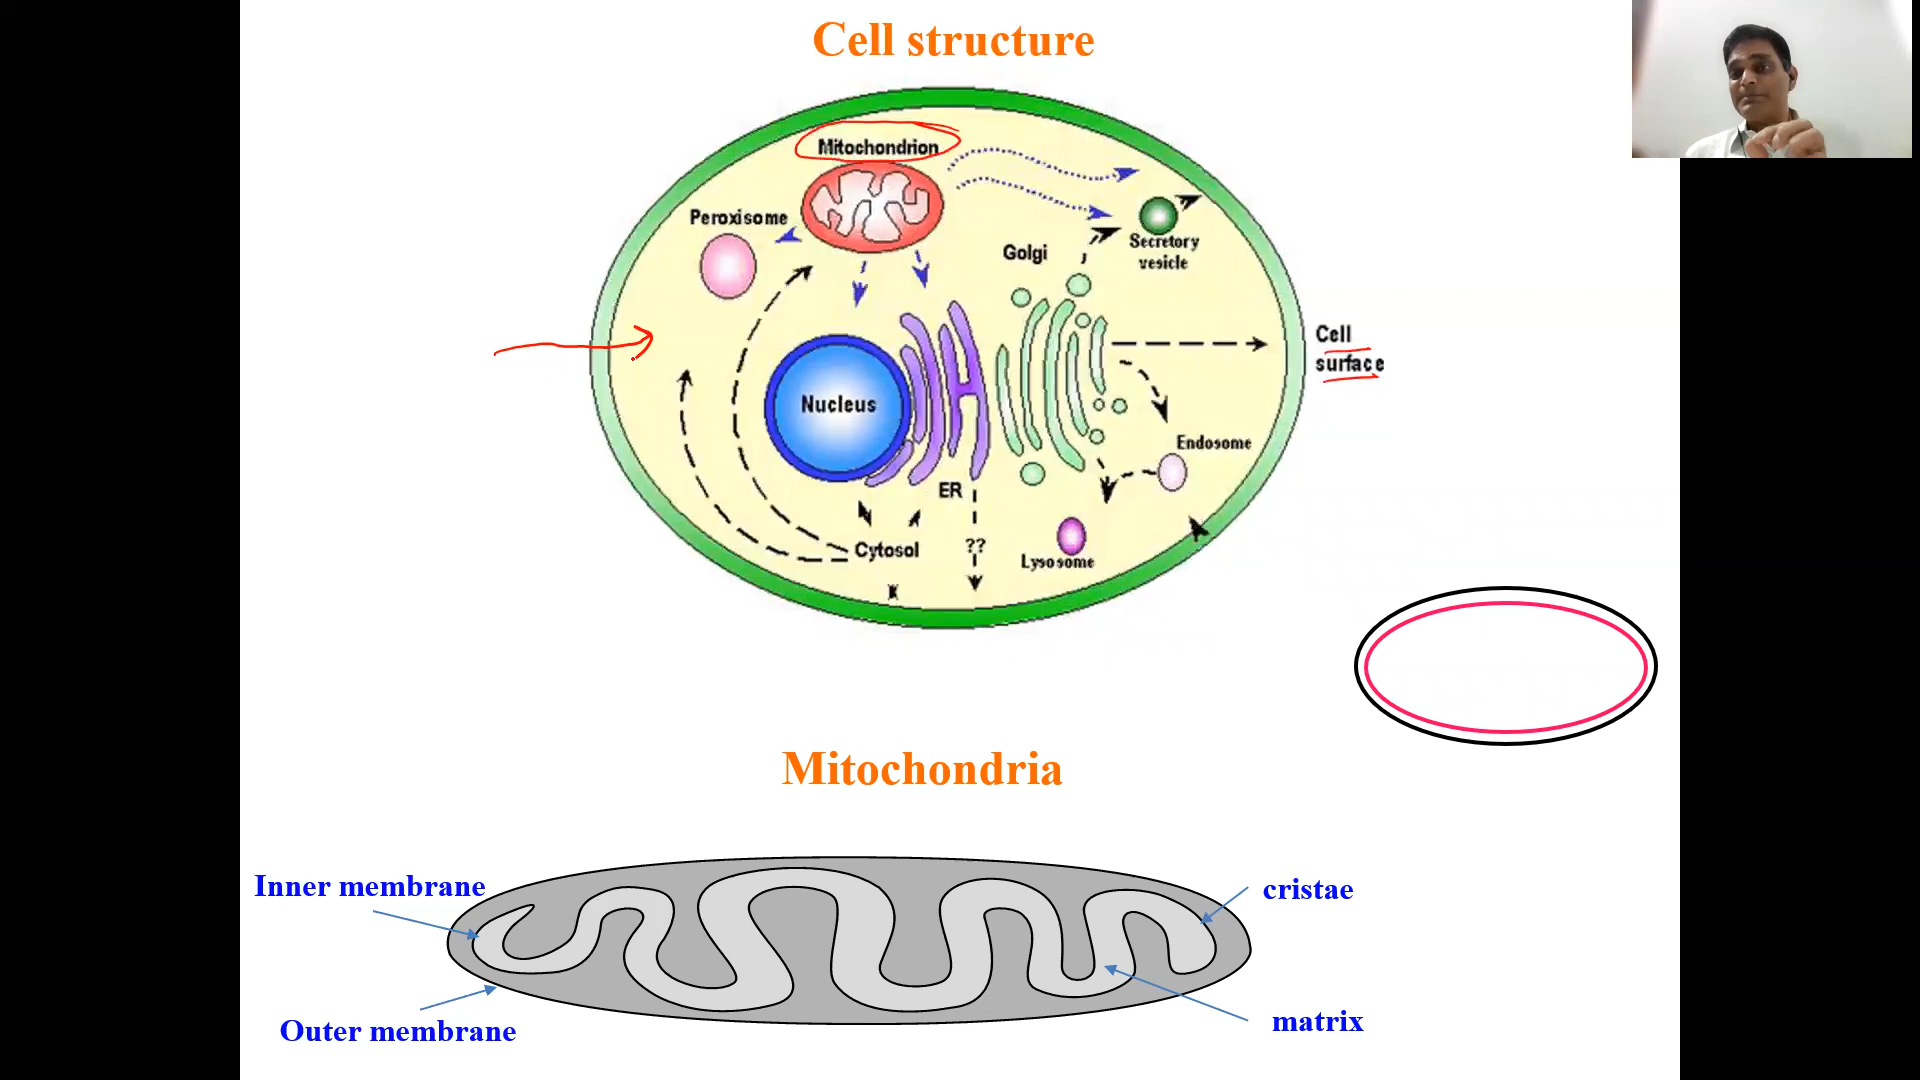 Cell structure
Mitochondrion
Peroxisome
Secretory
vesicle
Golgi
Cell
surface
Nucleus
Endosome
ER
Cytosol
??
Lysosome
Mitochondria
Inner membrane
cristae
Outer membrane
matrix